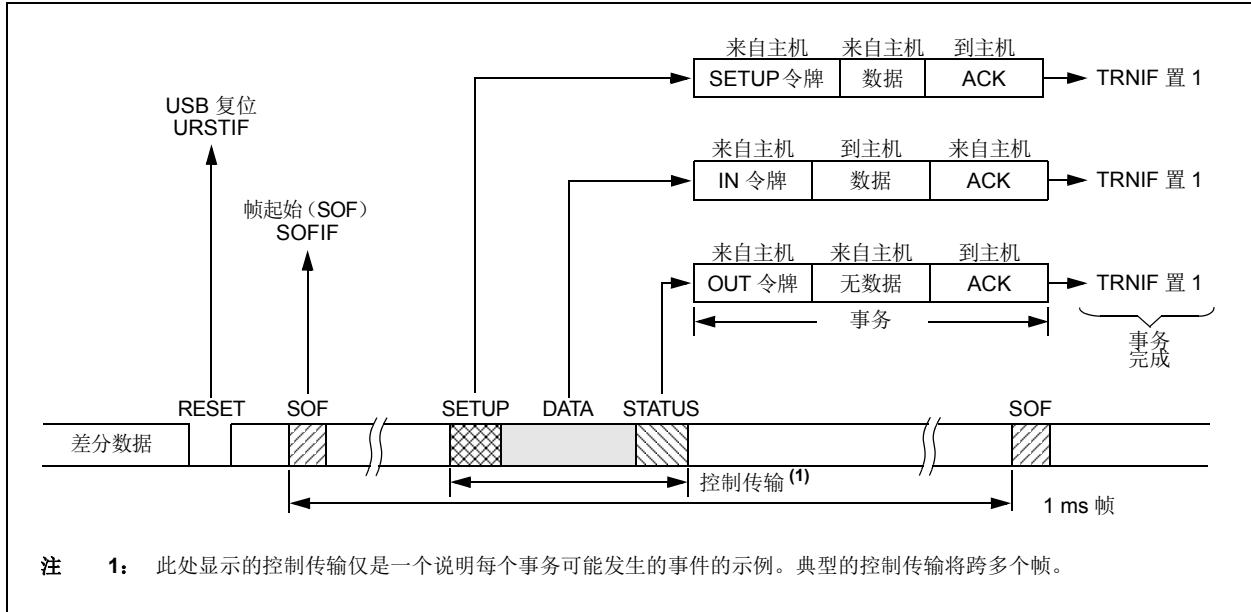 来自主机 来自主机 到主机
SETUP 令牌 数据 ACK TRNIF 置 1
USB 复位
URSTIF
来自主机 到主机 来自主机
IN 令牌 数据 ACK TRNIF 置 1
帧起始（SOF）
SOFIF
来自主机 来自主机 到主机
OUT 令牌 无数据 ACK TRNIF 置 1
事务
事务
完成
RESET SOF SETUP DATA STATUS SOF
差分数据
控制传输 (1)
1 ms 帧
注 1： 此处显示的控制传输仅是一个说明每个事务可能发生的事件的示例。典型的控制传输将跨多个帧。